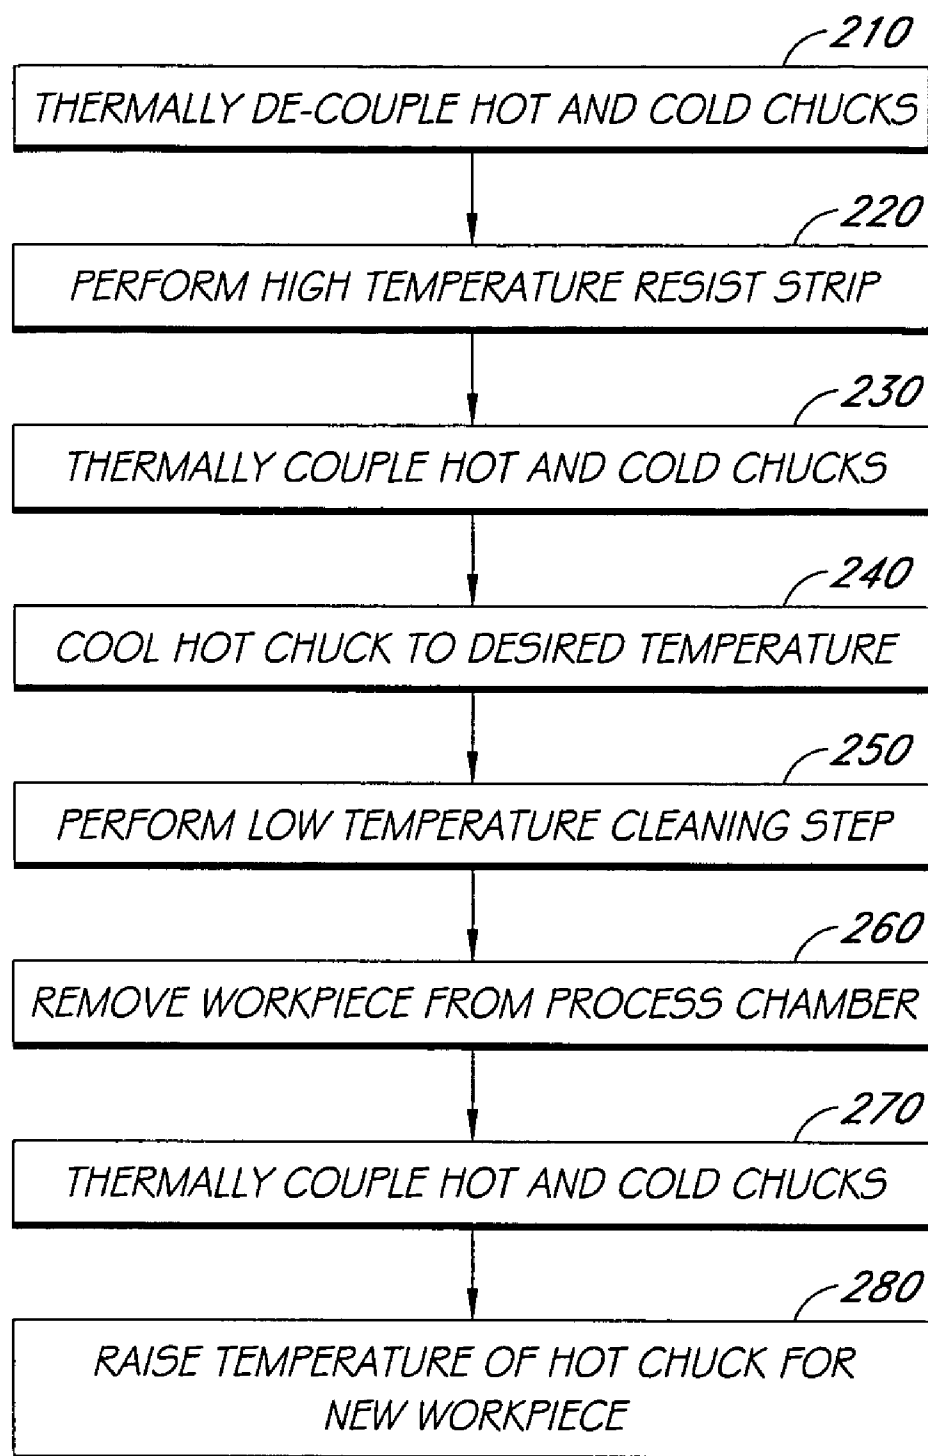 210
THERMALLY DE-COUPLE HOT AND COLD CHUCKS
220
PERFORM HIGH TEMPERATURE RESIST STRIP
230
THERMALLY COUPLE HOT AND COLD CHUCKS
240
COOL HOT CHUCK TO DESIRED TEMPERATURE
250
PERFORM LOW TEMPERATURE CLEANING STEP
260
REMOVE WORKPIECE FROM PROCESS CHAMBER
270
THERMALLY COUPLE HOT AND COLD CHUCKS
280
RAISE TEMPERATURE OF HOT CHUCK FOR
NEW WORKPIECE